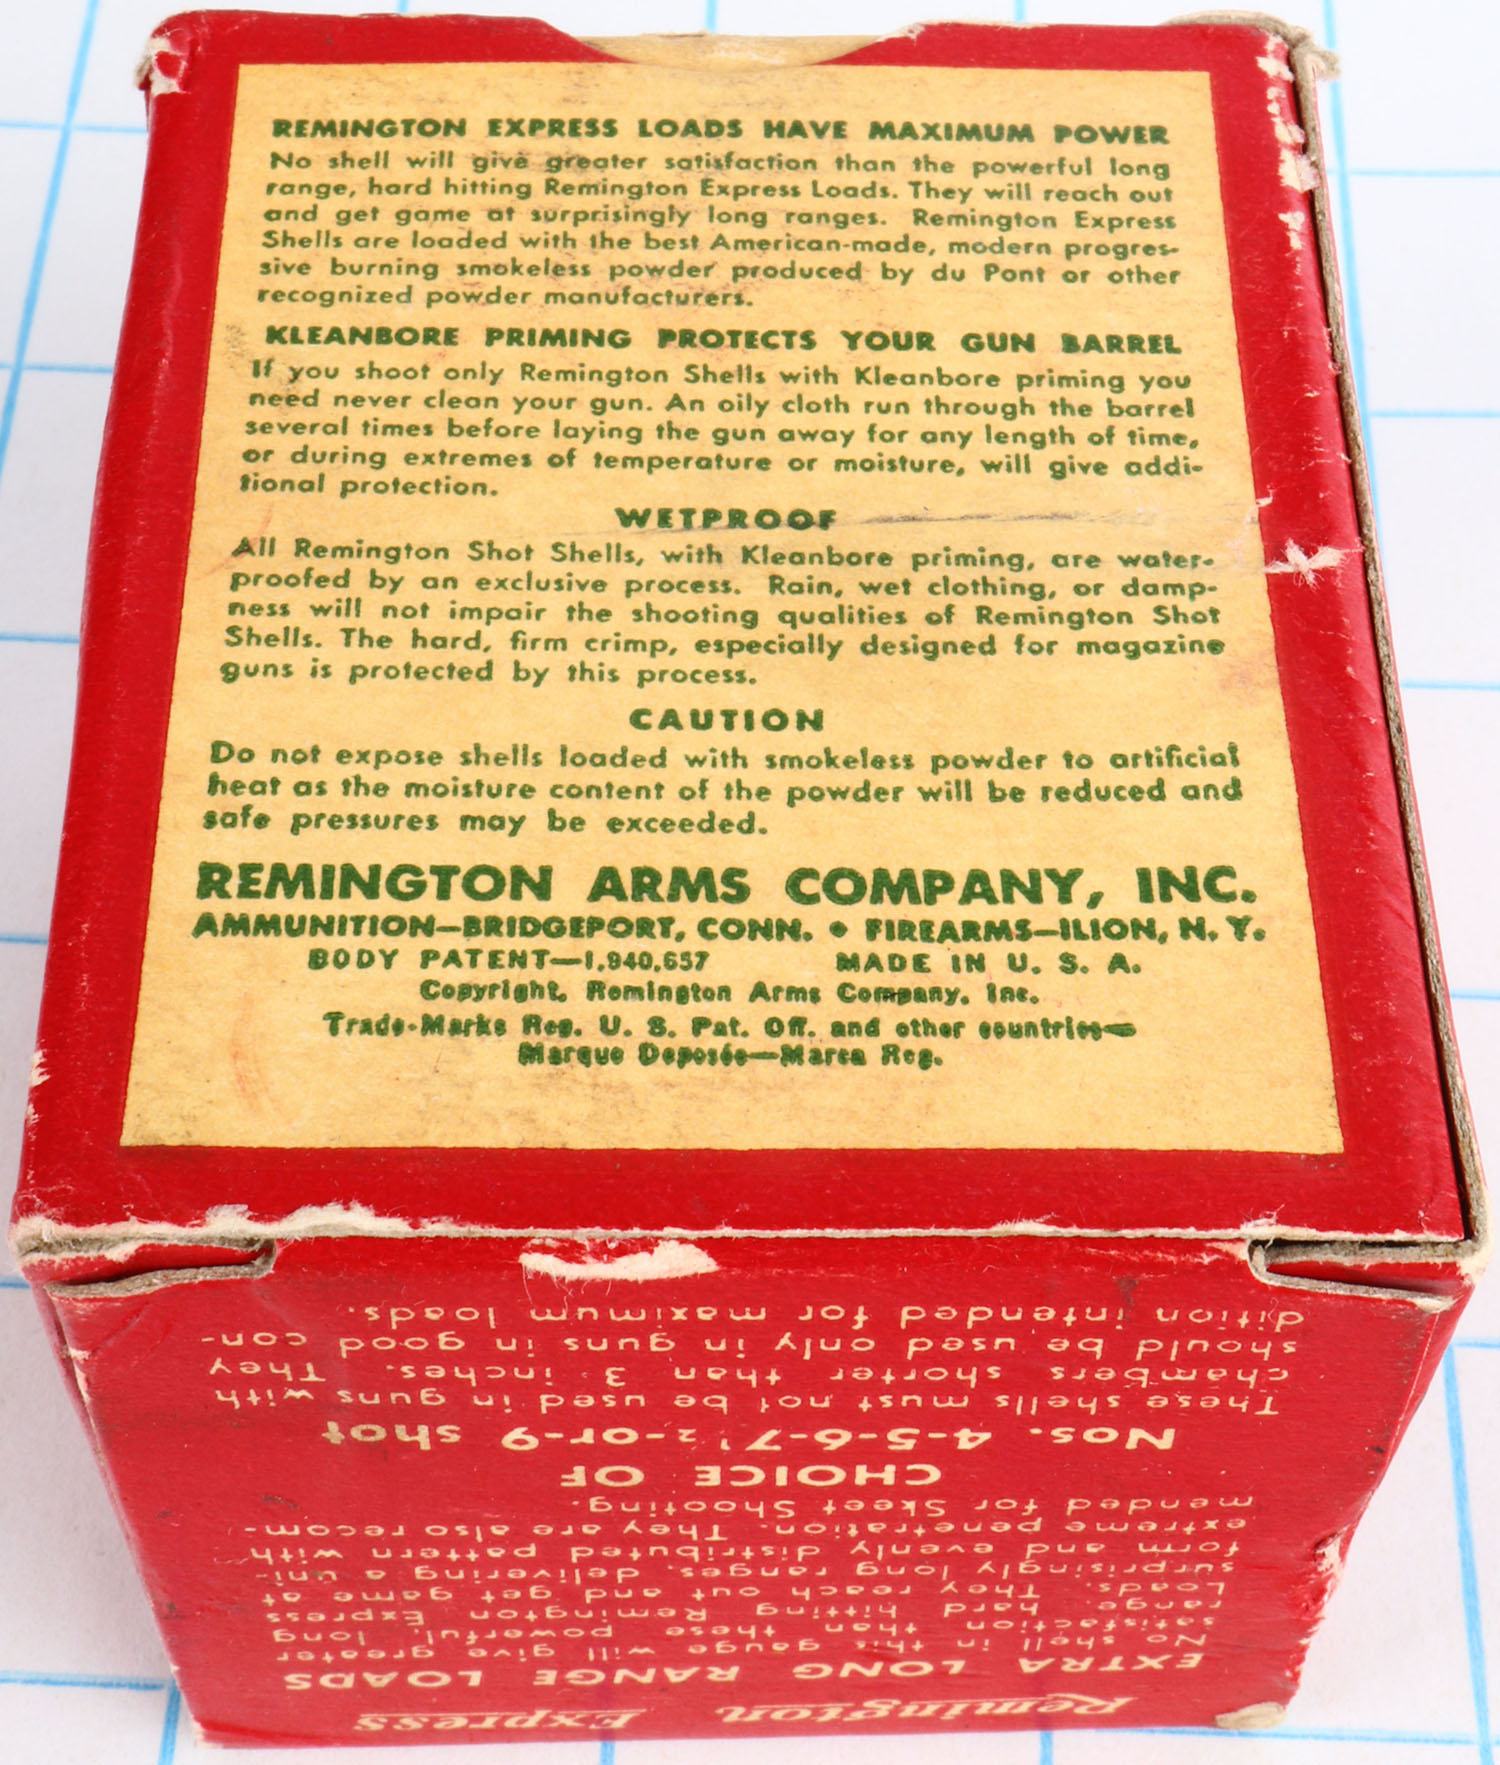 REMINGTON EXPRESS LOADS HAVE MAXIMUM POWER
No shell will give greater satisfaction than the powerful long
range, hard hitting Remington Express Loads. They will reach out
and get game at surprisingly long ranges. Remington Express
Shells are loaded with the best American-made, modern progres-
sive burning smokeless powder produced by du Pont or other
recognized powder manufacturers.
KLEANBORE PRIMING PROTECTS YOUR GUN BARREL
If you shoot only Remington Shells with Kleanbore priming you
need never clean your gun. An oily cloth run through the barrel
several times before laying the gun away for any length of time,
or during extremes of temperature or moisture, will give addi-
tional protection.
WETPROOF
All Remington Shot Shells, with Kleanbore priming, are water-
proofed by an exclusive process. Rain, wet clothing, or damp-
ness will not impair the shooting qualities of Remington Shot
Shells. The hard, firm crimp, especially designed for magazine
guns is protected by this process.
CAUTION
Do not expose shells loaded with smokeless powder to artificial
heat as the moisture content of the powder will be reduced and
safe pressures may be exceeded.
REMINGTON ARMS COMPANY, INC.
AMMUNITION—BRIDGEPORT, CONN. • FIREARMS—ILION, N. Y.
BODY PATENT—1,940,657 MADE IN U. S. A.
Copyright, Remington Arms Company, Inc.
Trade-Marks Reg. U. S. Pat. Off. and other countries—
Marque Deposée—Marca Reg.
Remington Express
EXTRA LONG RANGE LOADS
No shell in this gauge will give greater
satisfaction than these powerful, long
range, hard hitting Remington Express
Loads. They reach out and get game at
surprisingly long ranges, delivering a uni-
form and evenly distributed pattern with
extreme penetration. They are also recom-
mended for Skeet Shooting.
CHOICE OF
Nos. 4-5-6-7½-or-9 shot
These shells must not be used in guns with
chambers shorter than 3 inches. They
should be used only in guns in good con-
dition intended for maximum loads.